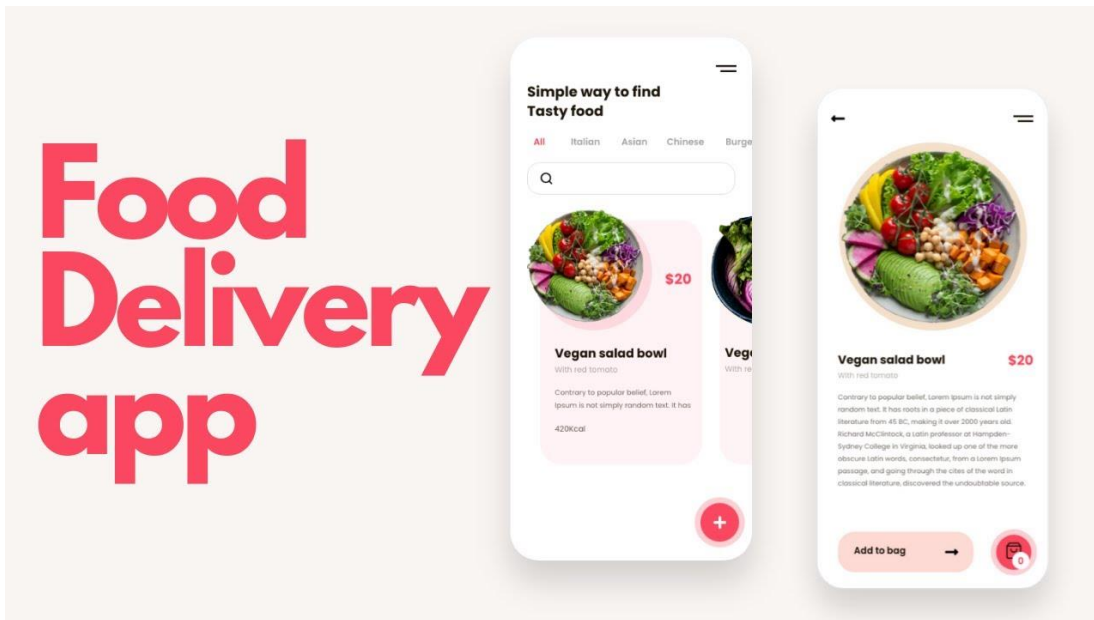 Food
Delivery
app
Simple way to find
Tasty food
All Italian Asian Chinese Burge
$20
Vegan salad bowl
With red tomato
Contrary to popular belief, Lorem
Ipsum is not simply random text. It has
420Kcal
Vega
With re
+
Vegan salad bowl $20
With red tomato
Contrary to popular belief, Lorem Ipsum is not simply
random text. It has roots in a piece of classical Latin
literature from 45 BC, making it over 2000 years old.
Richard McClintock, a Latin professor at Hampden-
Sydney College in Virginia, looked up one of the more
obscure Latin words, consectetur, from a Lorem Ipsum
passage, and going through the cites of the word in
classical literature, discovered the undoubtable source.
Add to bag
0